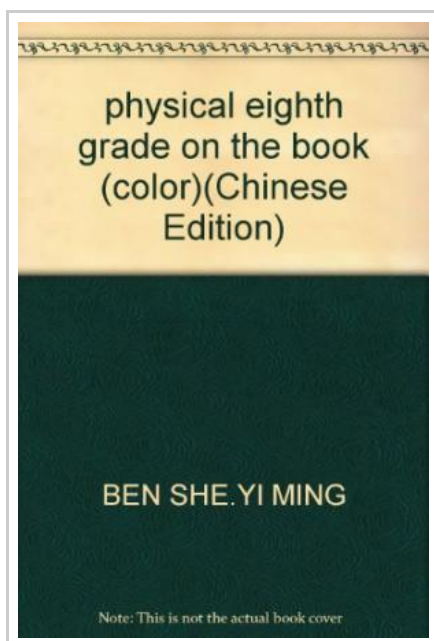 physical eighth
grade on the book
(color)(Chinese
Edition)
BEN SHE.YI MING
Note: This is not the actual book cover